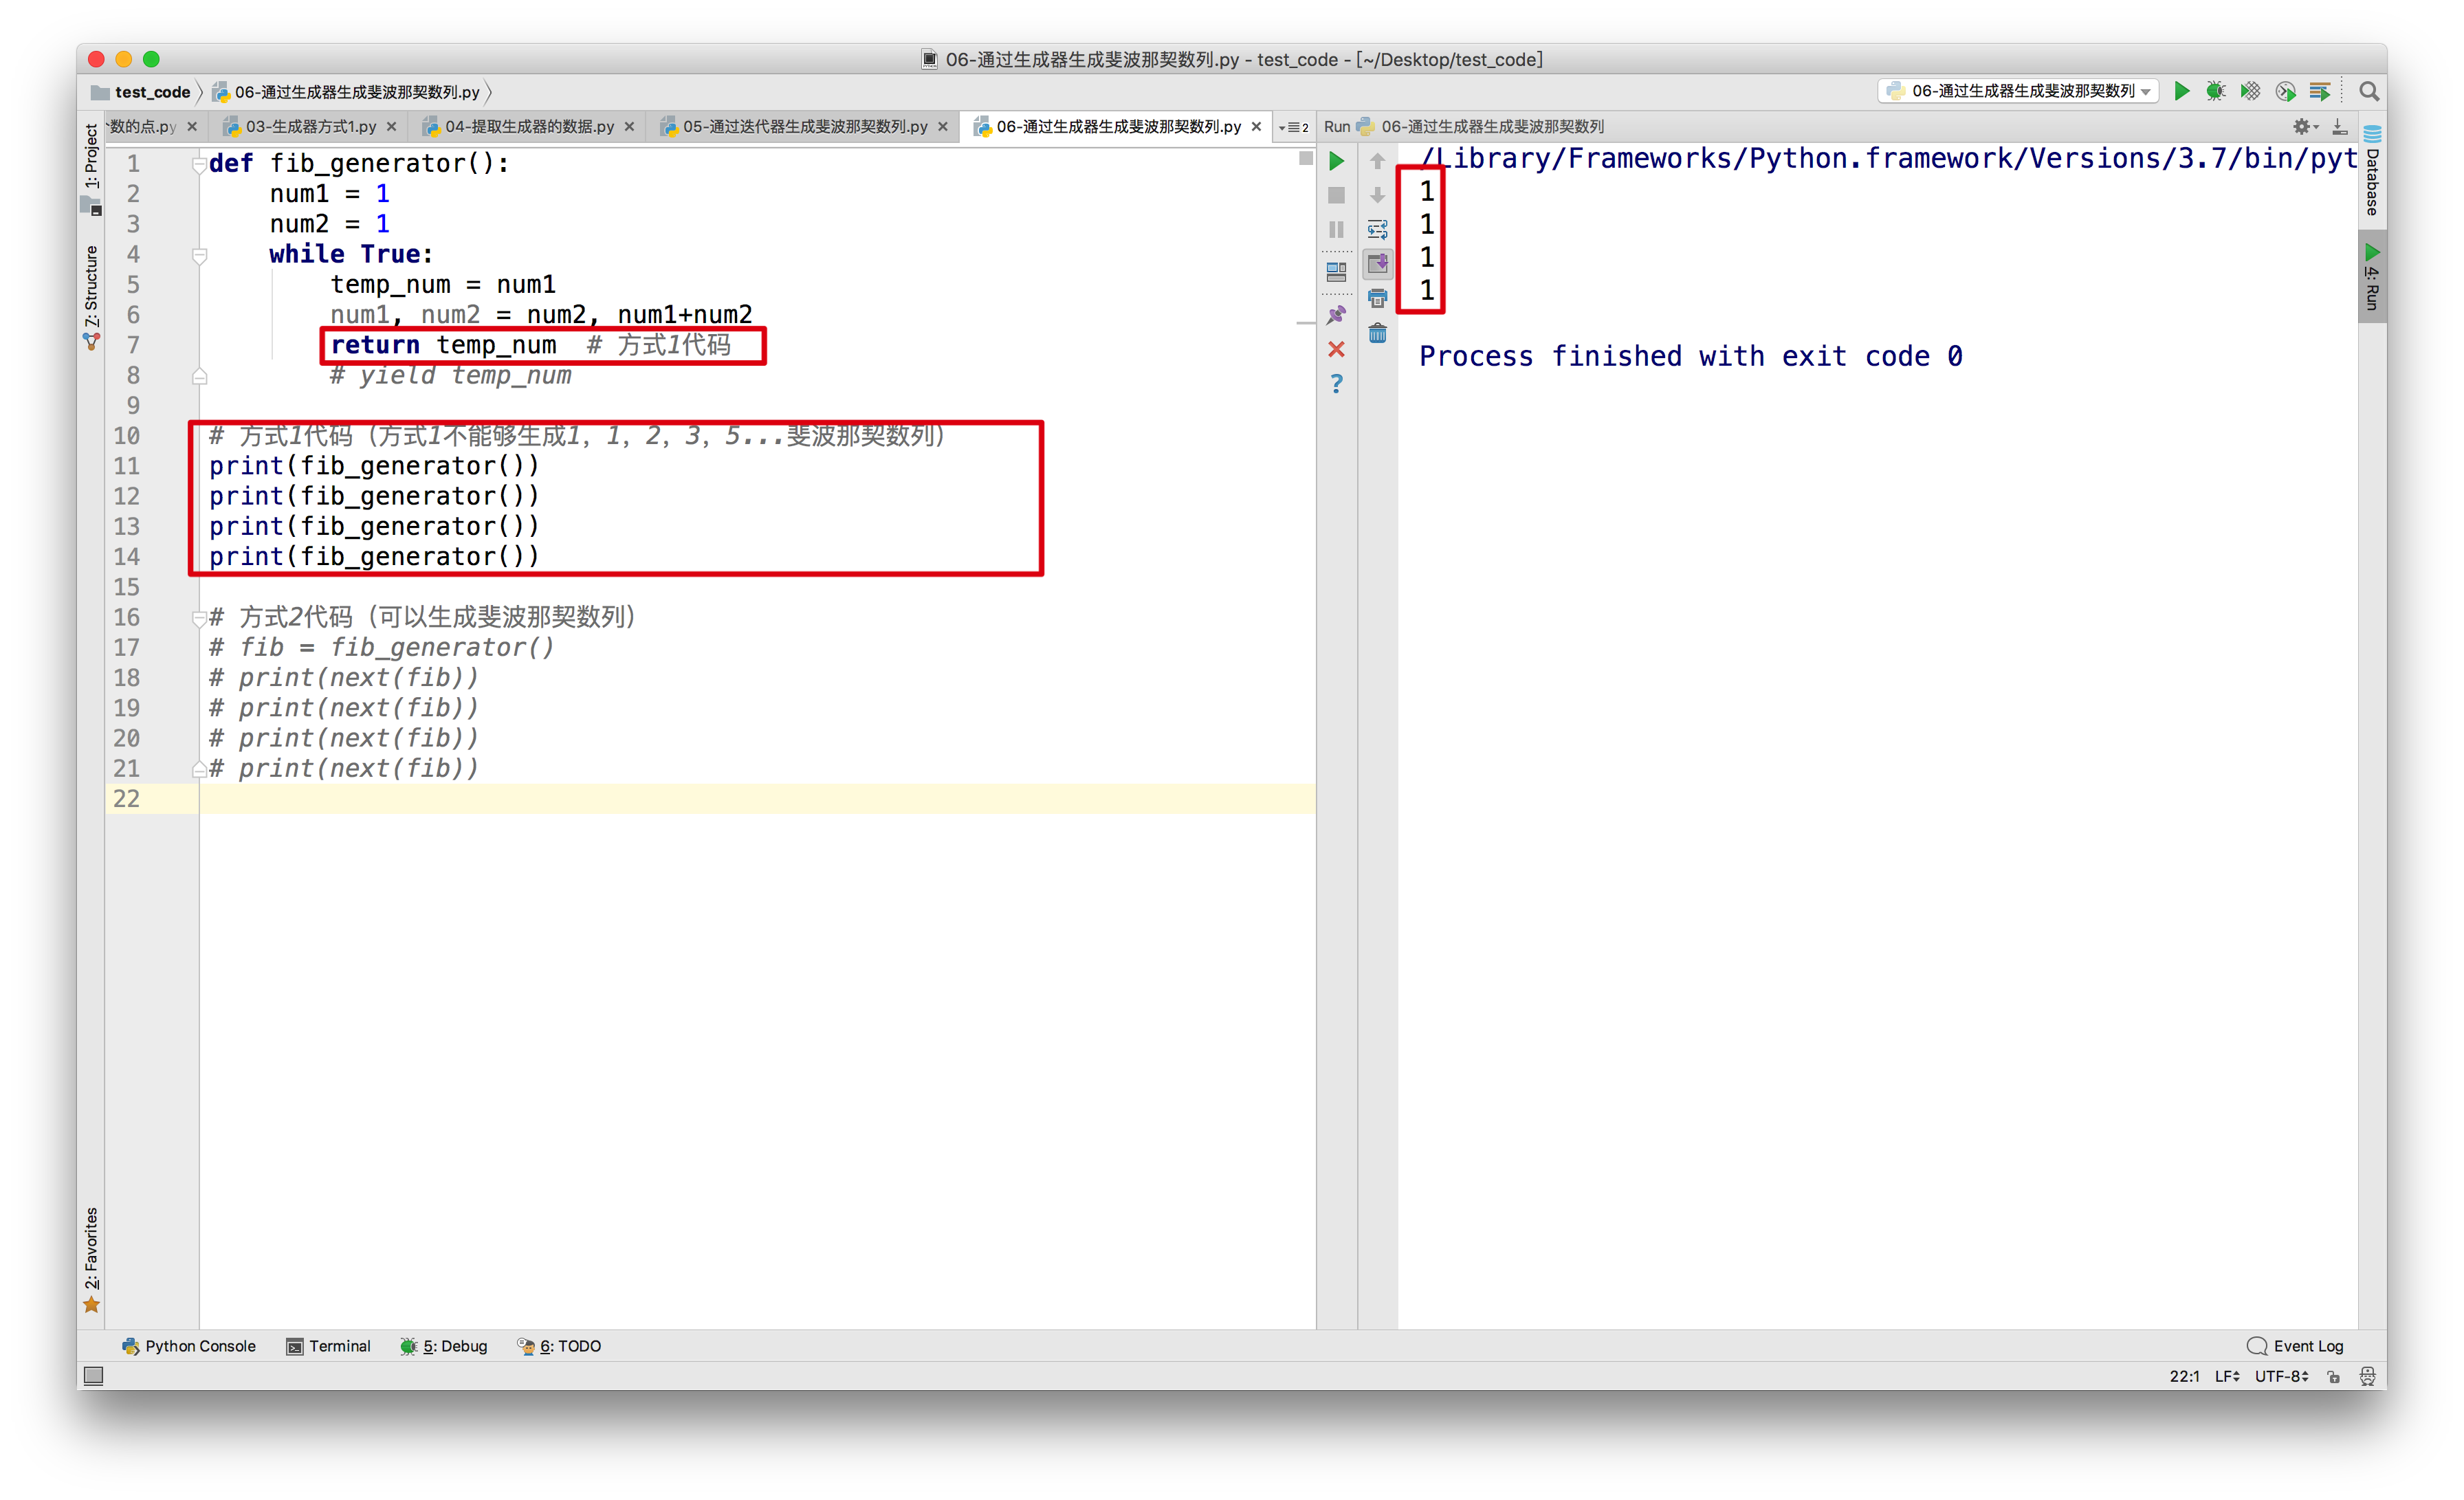 06-通过生成器生成斐波那契数列.py - test_code - [~/Desktop/test_code]
test_code 06-通过生成器生成斐波那契数列.py 06-通过生成器生成斐波那契数列
数的点.py 03-生成器方式1.py 04-提取生成器的数据.py 05-通过迭代器生成斐波那契数列.py 06-通过生成器生成斐波那契数列.py 2 Run 06-通过生成器生成斐波那契数列
1: Project
7: Structure
2: Favorites
1 def fib_generator():
2 num1 = 1
3 num2 = 1
4 while True:
5 temp_num = num1
6 num1, num2 = num2, num1+num2
7 return temp_num # 方式1代码
8 # yield temp_num
9
10 # 方式1代码（方式1不能够生成1, 1, 2, 3, 5...斐波那契数列）
11 print(fib_generator())
12 print(fib_generator())
13 print(fib_generator())
14 print(fib_generator())
15
16 # 方式2代码（可以生成斐波那契数列）
17 # fib = fib_generator()
18 # print(next(fib))
19 # print(next(fib))
20 # print(next(fib))
21 # print(next(fib))
22
/Library/Frameworks/Python.framework/Versions/3.7/bin/pyt
1
1
1
1
Process finished with exit code 0
Database
4: Run
Python Console Terminal 5: Debug 6: TODO Event Log
22:1 LF UTF-8